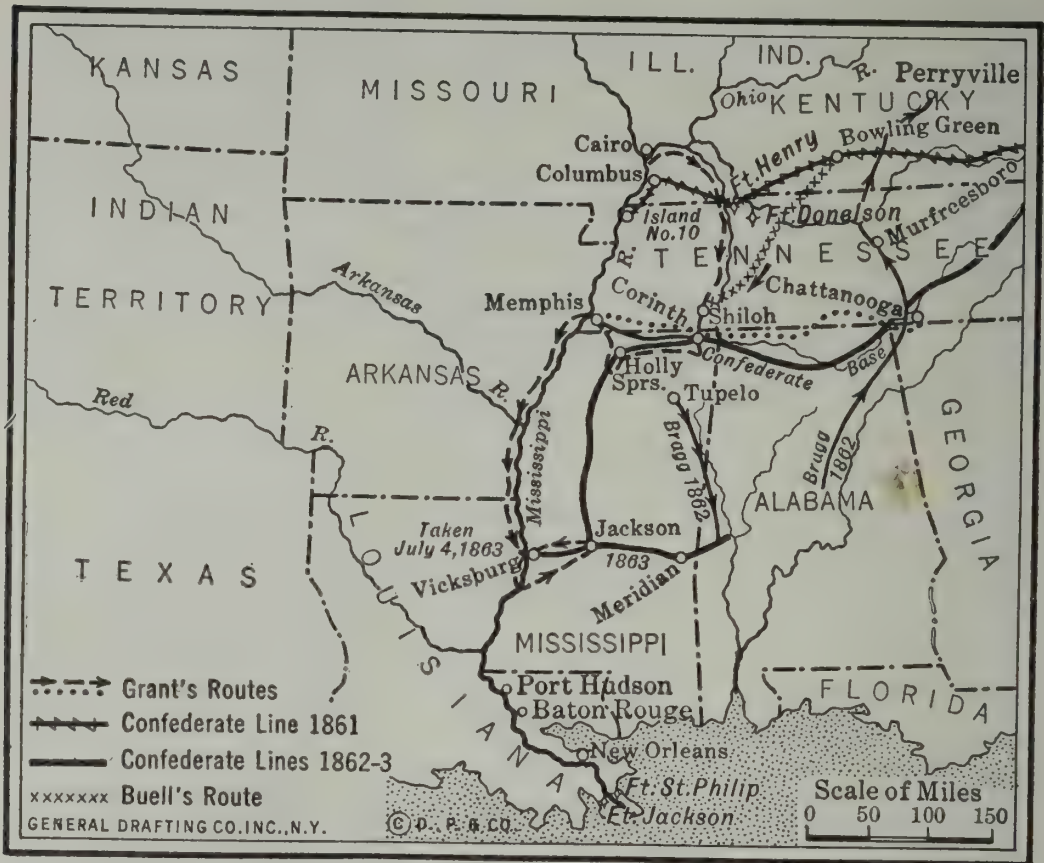 KANSAS
MISSOURI
ILL.
IND.
Ohio R.
KENTUCKY
Perryville
Cairo
Columbus
Ft. Henry
Bowling Green
INDIAN
TERRITORY
Island
No.10
Ft. Donelson
Murfreesboro
TENNESSEE
Arkansas R.
Memphis
Corinth
Shiloh
Chattanooga
ARKANSAS
Holly
Sprs.
Confederate Base
Tupelo
Red R.
Mississippi
R.
Bragg 1862
Brugg
1862
ALABAMA
GEORGIA
Taken
July 4, 1863
Vicksburg
Jackson
1863
Meridian
TEXAS
LOUISIANA
MISSISSIPPI
Port Hudson
Baton Rouge
New Orleans
FLORIDA
Ft. St. Philip
Ft. Jackson
Grant's Routes
Confederate Line 1861
Confederate Lines 1862-3
Buell's Route
GENERAL DRAFTING CO. INC., N.Y.
© D. P. & CO.
Scale of Miles
0 50 100 150